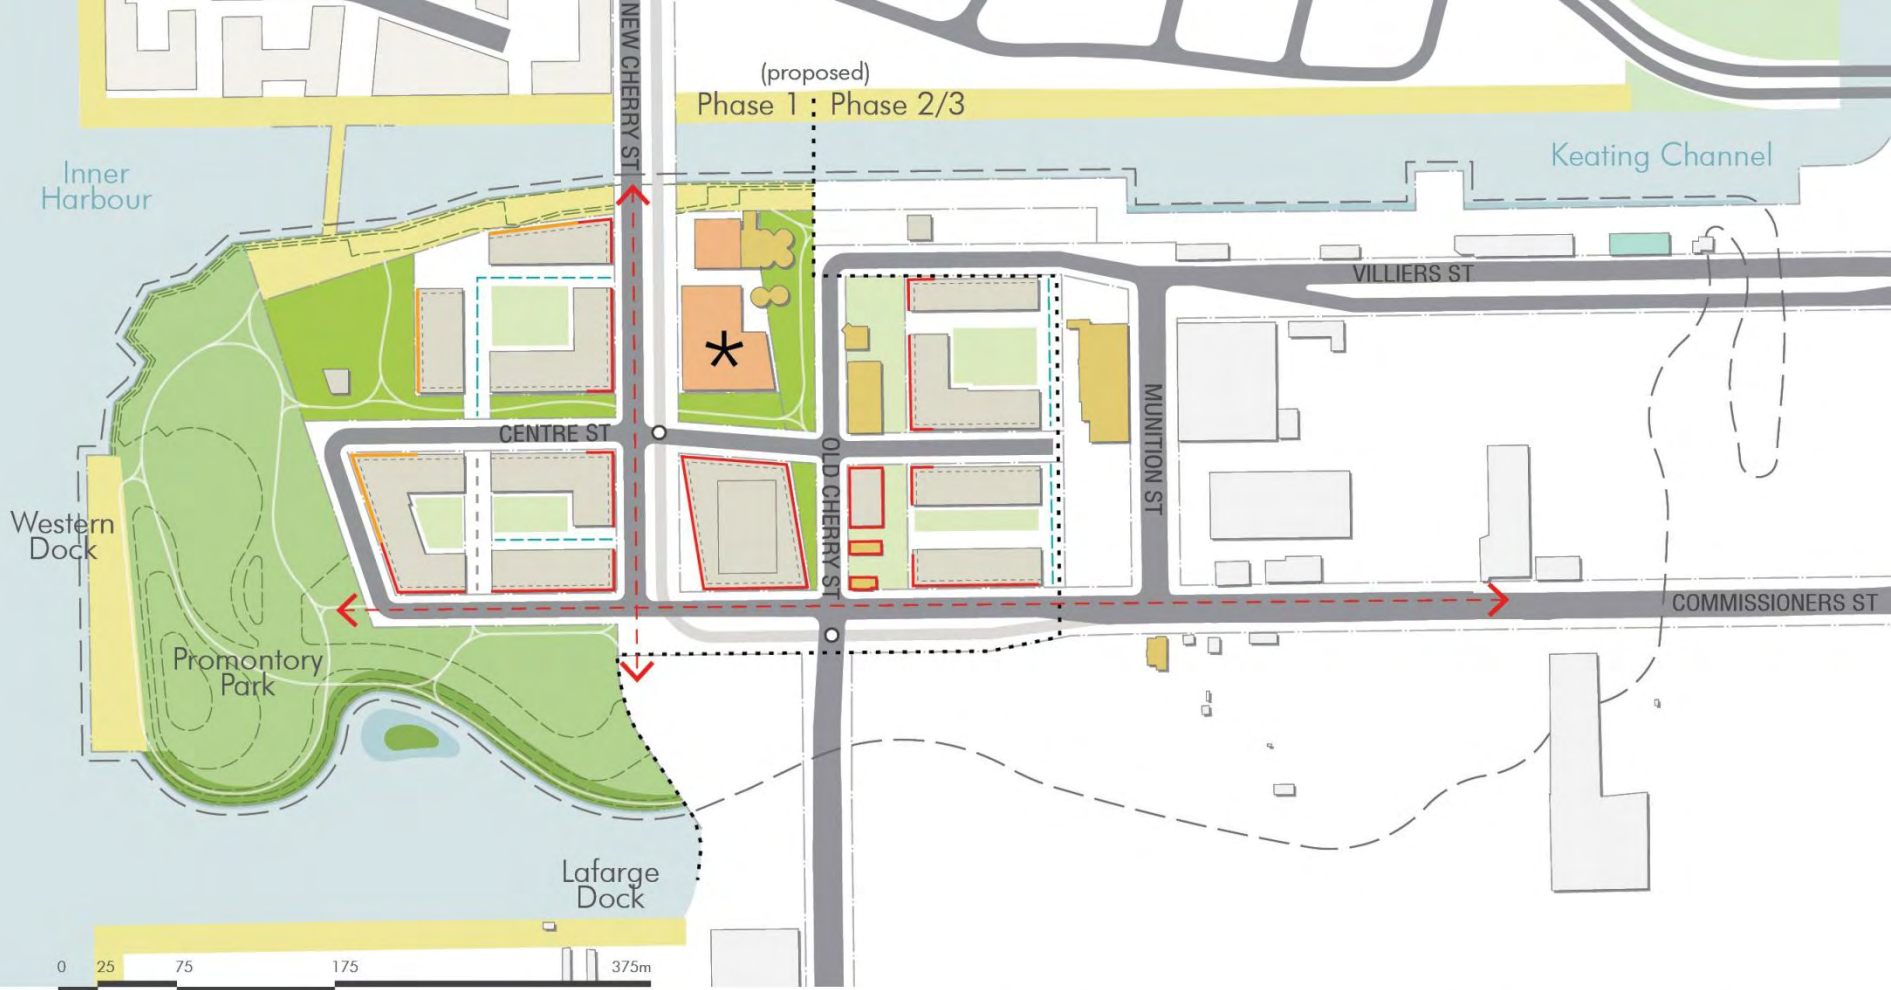 NEW CHERRY ST
(proposed)
Phase 1
Phase 2/3
Inner
Harbour
Keating Channel
VILLIERS ST
*
CENTRE ST
OLD CHERRY ST
MUNITION ST
Western
Dock
COMMISSIONERS ST
Promontory
Park
Lafarge
Dock
0 25 75 175 375m